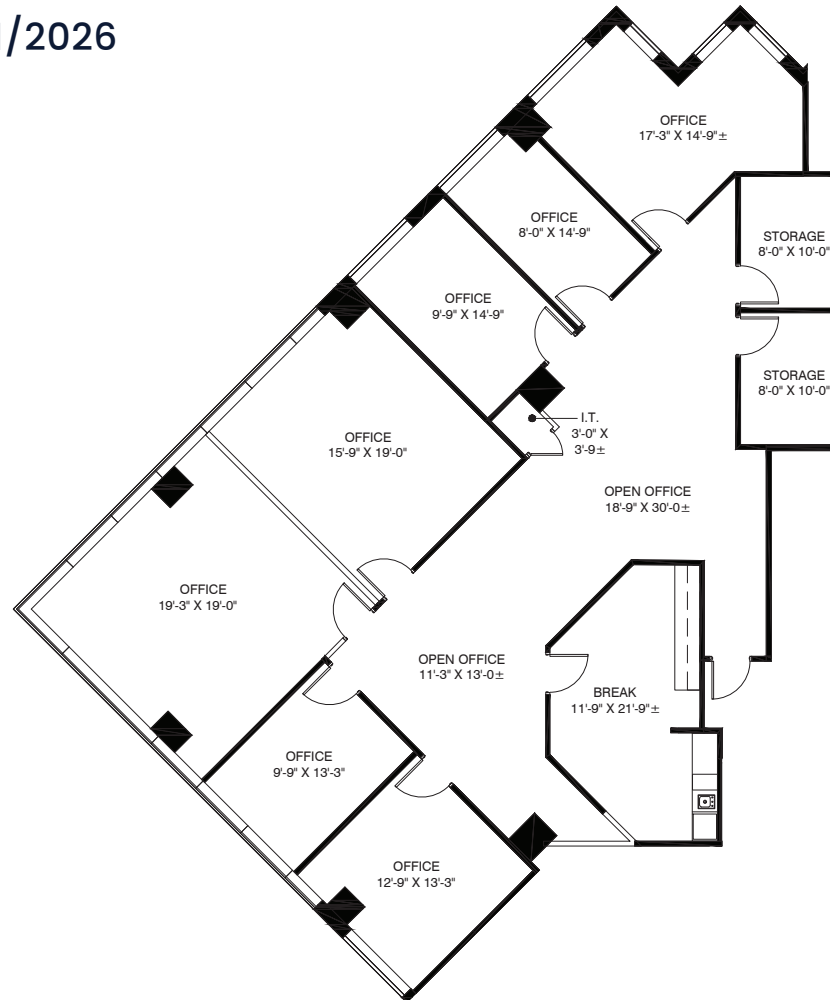 /2026
OFFICE
17'-3" X 14'-9"±
OFFICE
8'-0" X 14'-9"
STORAGE
8'-0" X 10'-0"
OFFICE
9'-9" X 14'-9"
STORAGE
8'-0" X 10'-0"
I.T.
3'-0" X
3'-9±
OFFICE
15'-9" X 19'-0"
OPEN OFFICE
18'-9" X 30'-0±
OFFICE
19'-3" X 19'-0"
OPEN OFFICE
11'-3" X 13'-0±
BREAK
11'-9" X 21'-9"±
OFFICE
9'-9" X 13'-3"
OFFICE
12'-9" X 13'-3"